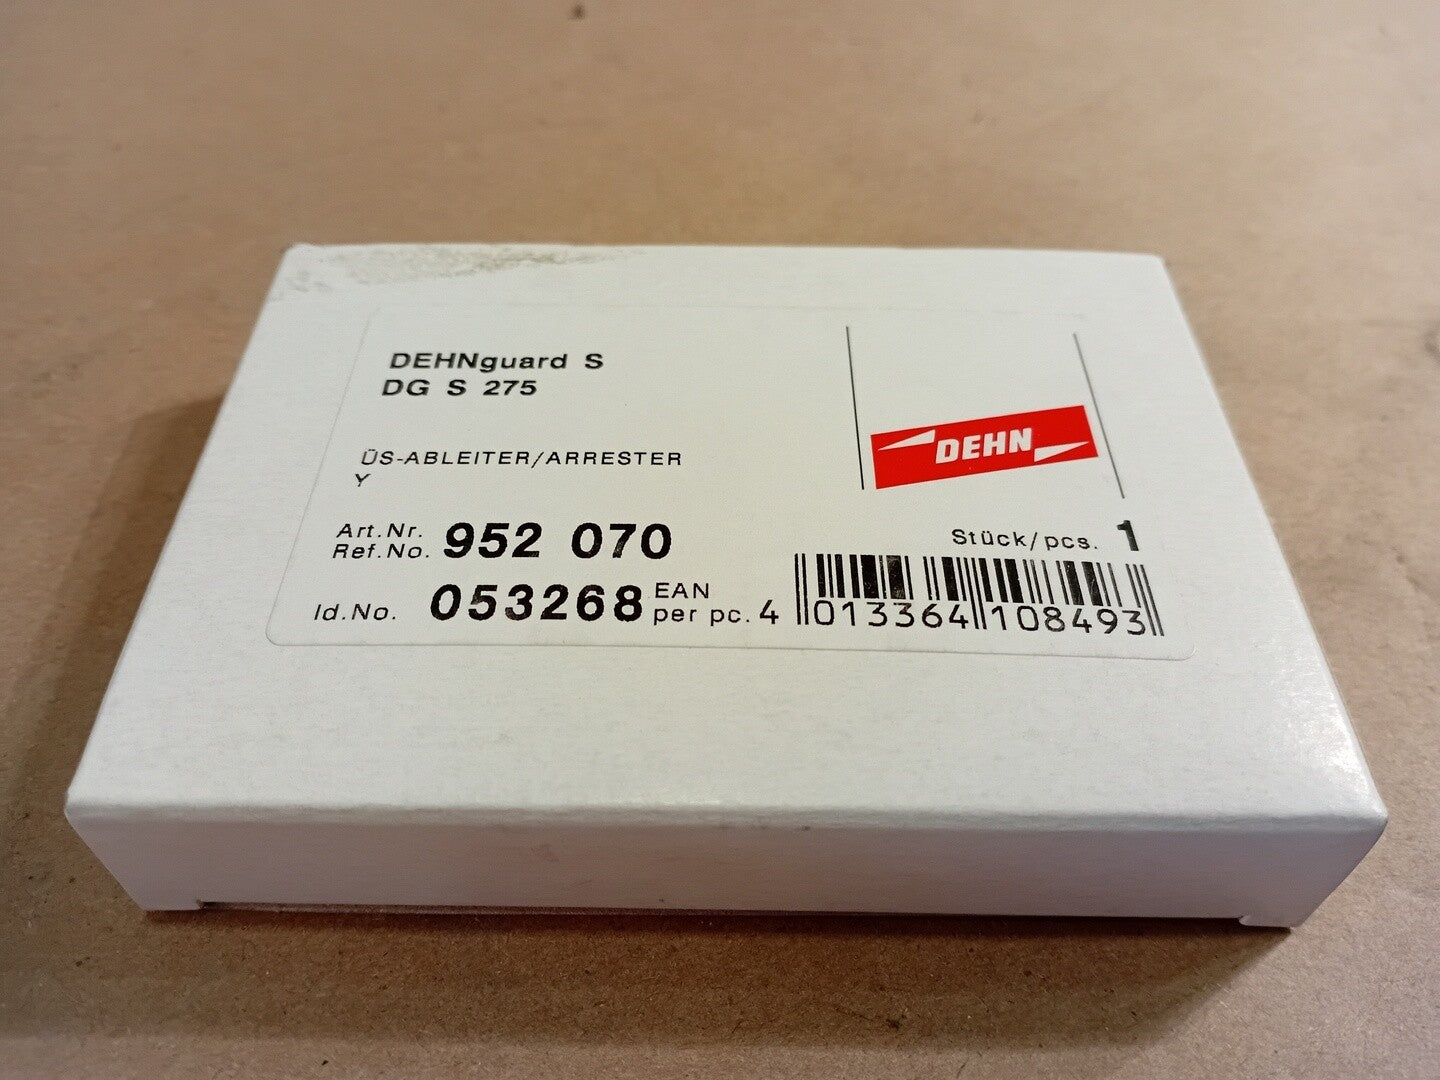 DEHNguard S
DG S 275
DEHN
ÜS-ABLEITER/ARRESTER
Y
Art.Nr.
Ref.No. 952 070
Stück/pcs. 1
Id.No. 053268
EAN
per pc. 4 013364 108493